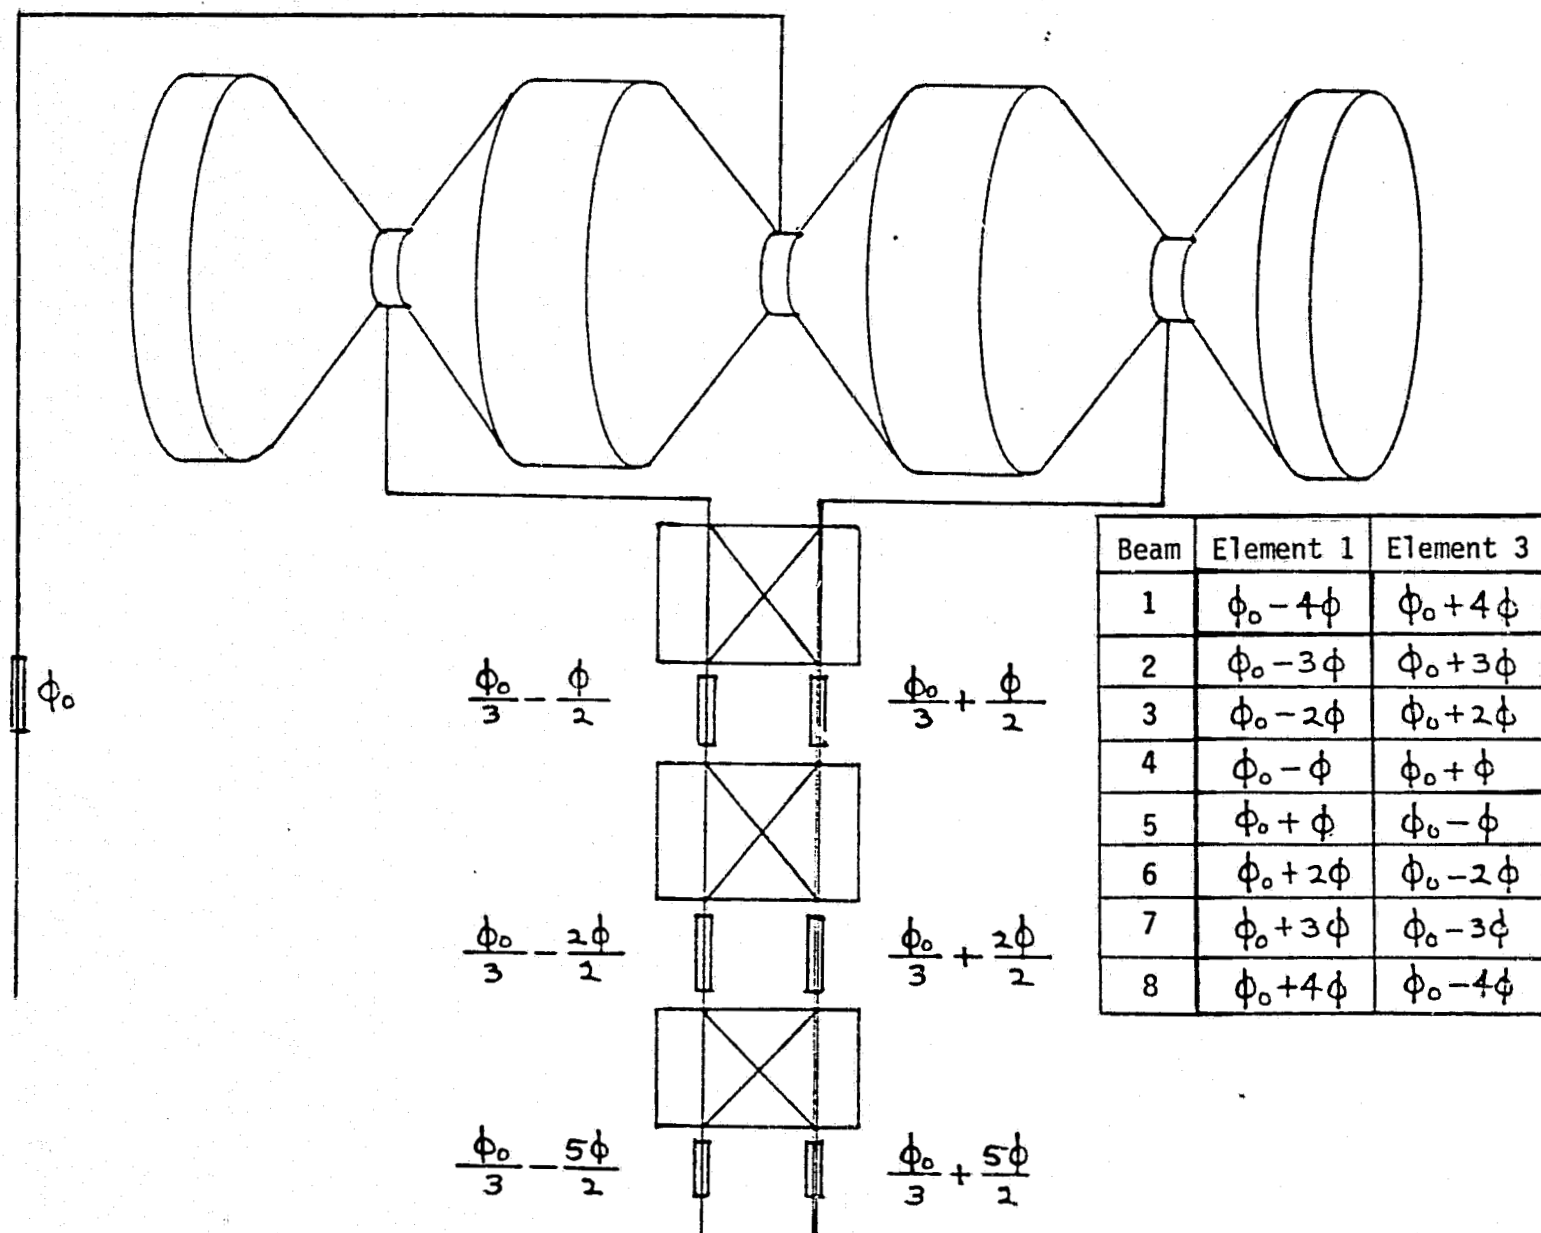 Beam Element 1 Element 3
1 ϕ₀ − 4ϕ ϕ₀ + 4ϕ
2 ϕ₀ − 3ϕ ϕ₀ + 3ϕ
3 ϕ₀ − 2ϕ ϕ₀ + 2ϕ
4 ϕ₀ − ϕ ϕ₀ + ϕ
5 ϕ₀ + ϕ ϕ₀ − ϕ
6 ϕ₀ + 2ϕ ϕ₀ − 2ϕ
7 ϕ₀ + 3ϕ ϕ₀ − 3ϕ
8 ϕ₀ + 4ϕ ϕ₀ − 4ϕ
ϕ₀
ϕ₀/3 − ϕ/2
ϕ₀/3 + ϕ/2
ϕ₀/3 − 2ϕ/2
ϕ₀/3 + 2ϕ/2
ϕ₀/3 − 5ϕ/2
ϕ₀/3 + 5ϕ/2